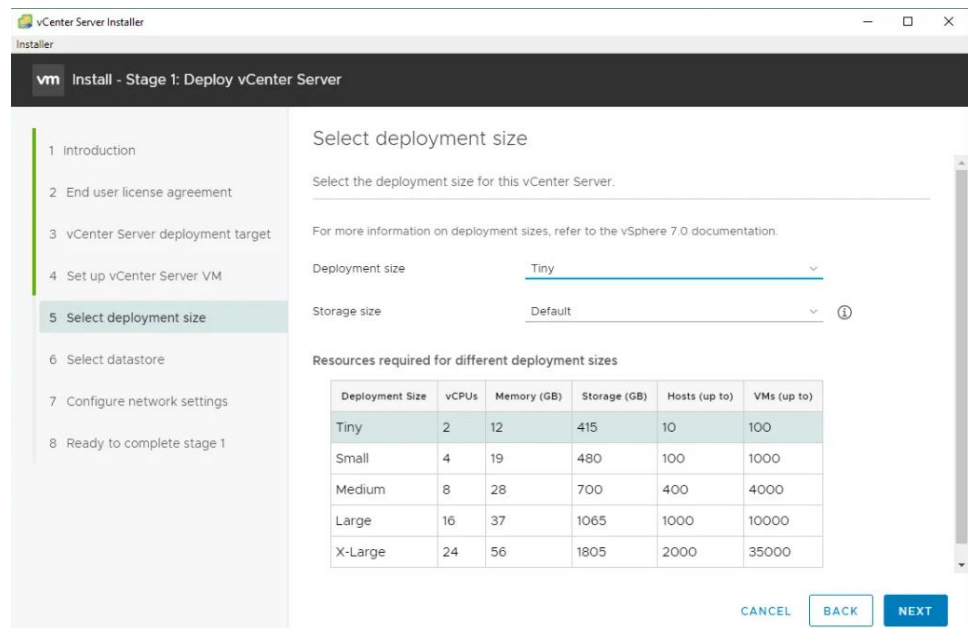 vCenter Server Installer
Installer
vm Install - Stage 1: Deploy vCenter Server
1 Introduction
2 End user license agreement
3 vCenter Server deployment target
4 Set up vCenter Server VM
5 Select deployment size
6 Select datastore
7 Configure network settings
8 Ready to complete stage 1
Select deployment size
Select the deployment size for this vCenter Server.
For more information on deployment sizes, refer to the vSphere 7.0 documentation.
Deployment size Tiny
Storage size Default
Resources required for different deployment sizes
Deployment Size vCPUs Memory (GB) Storage (GB) Hosts (up to) VMs (up to)
Tiny 2 12 415 10 100
Small 4 19 480 100 1000
Medium 8 28 700 400 4000
Large 16 37 1065 1000 10000
X-Large 24 56 1805 2000 35000
CANCEL BACK NEXT